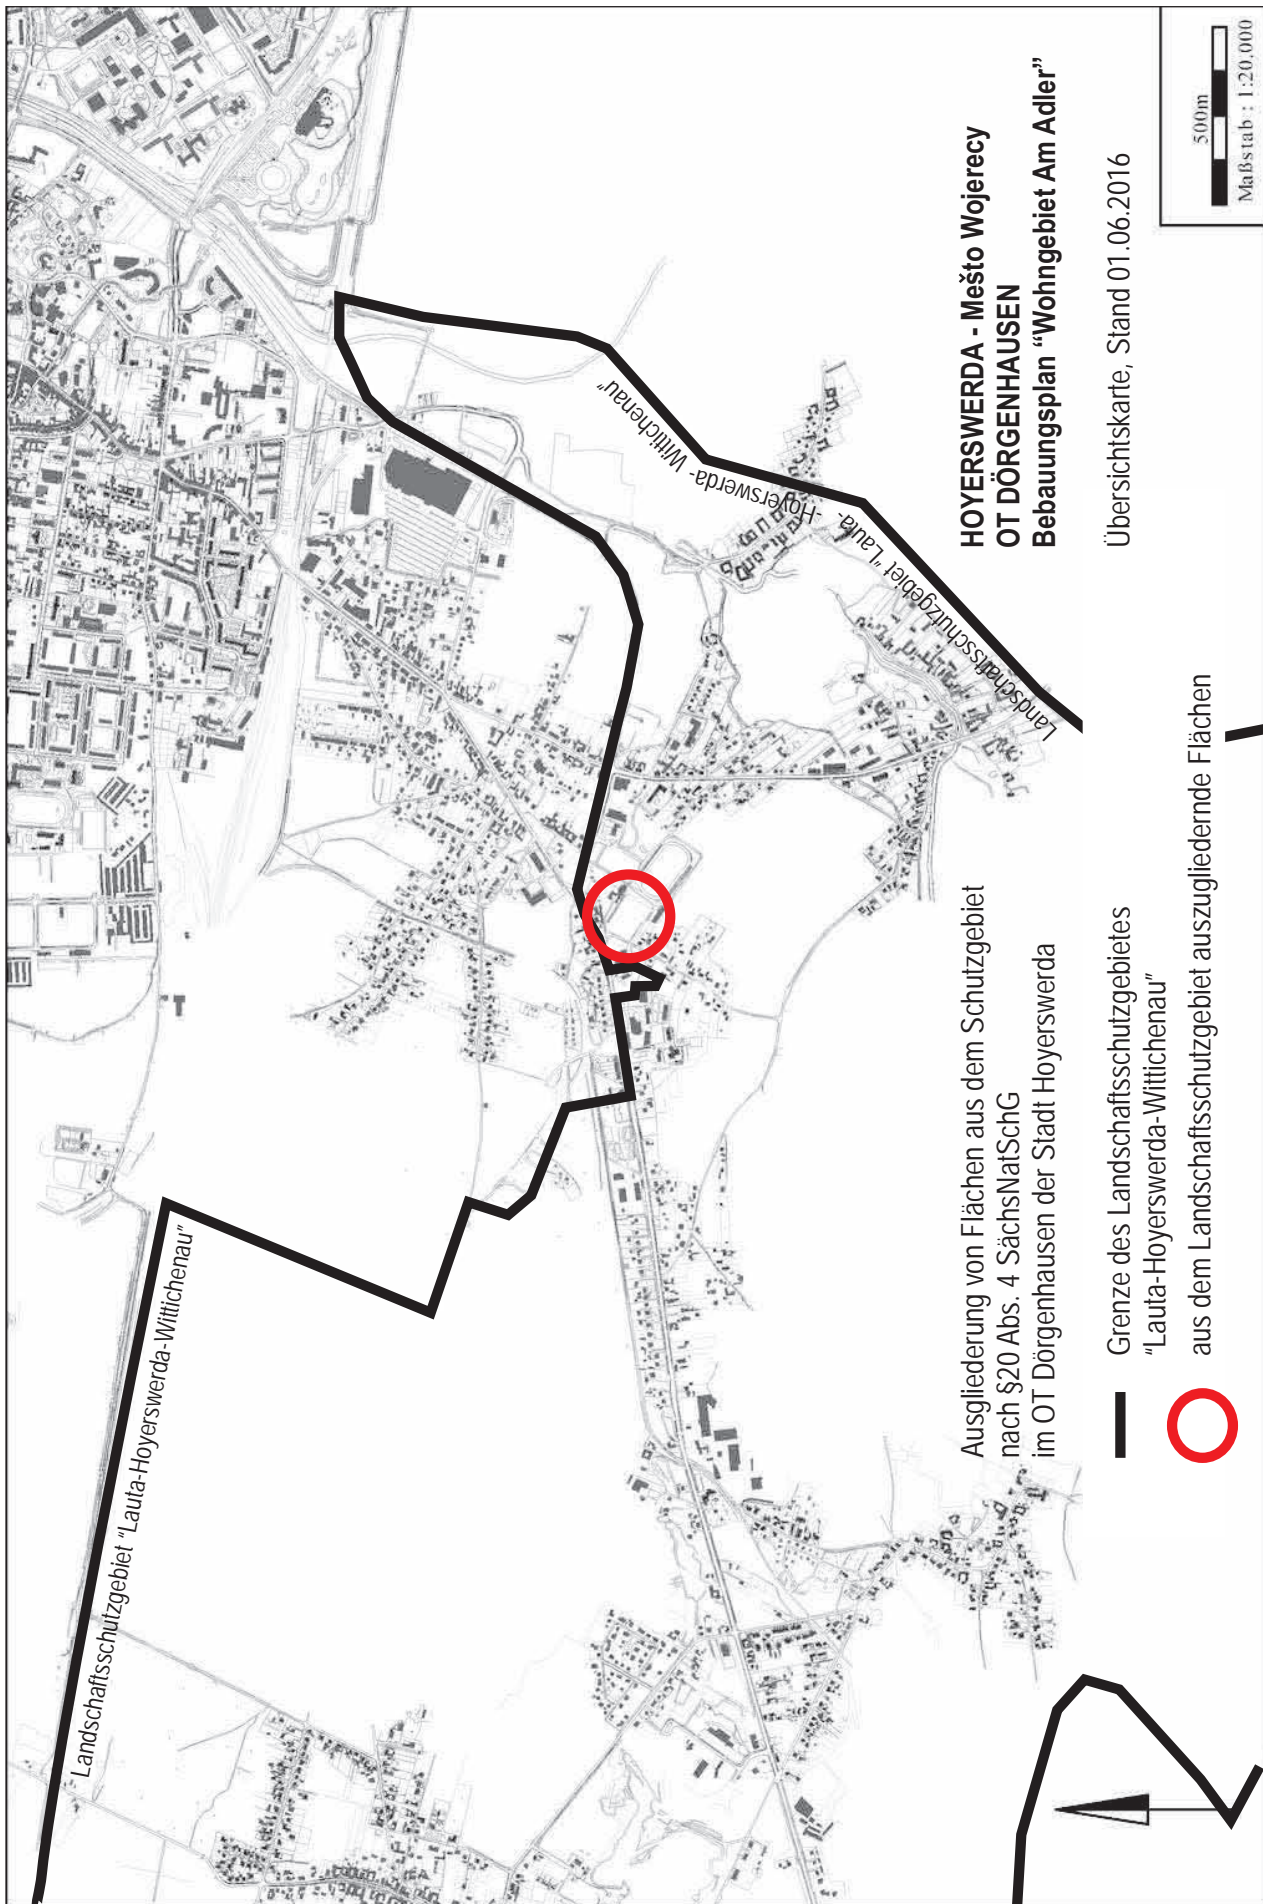 Landschaftsschutzgebiet "Lauta-Hoyerswerda-Wittichenau"
Landschaftsschutzgebiet "Lauta-
-Hoyerswerda- Wittichenau"
HOYERSWERDA - Mešto Wojerecy
OT DÖRGENHAUSEN
Bebauungsplan “Wohngebiet Am Adler”
Übersichtskarte, Stand 01.06.2016
500m
Maßstab : 1:20.000
Ausgliederung von Flächen aus dem Schutzgebiet
nach §20 Abs. 4 SächsNatSchG
im OT Dörgenhausen der Stadt Hoyerswerda
Grenze des Landschaftsschutzgebietes
"Lauta-Hoyerswerda-Wittichenau"
aus dem Landschaftsschutzgebiet auszugliedernde Flächen